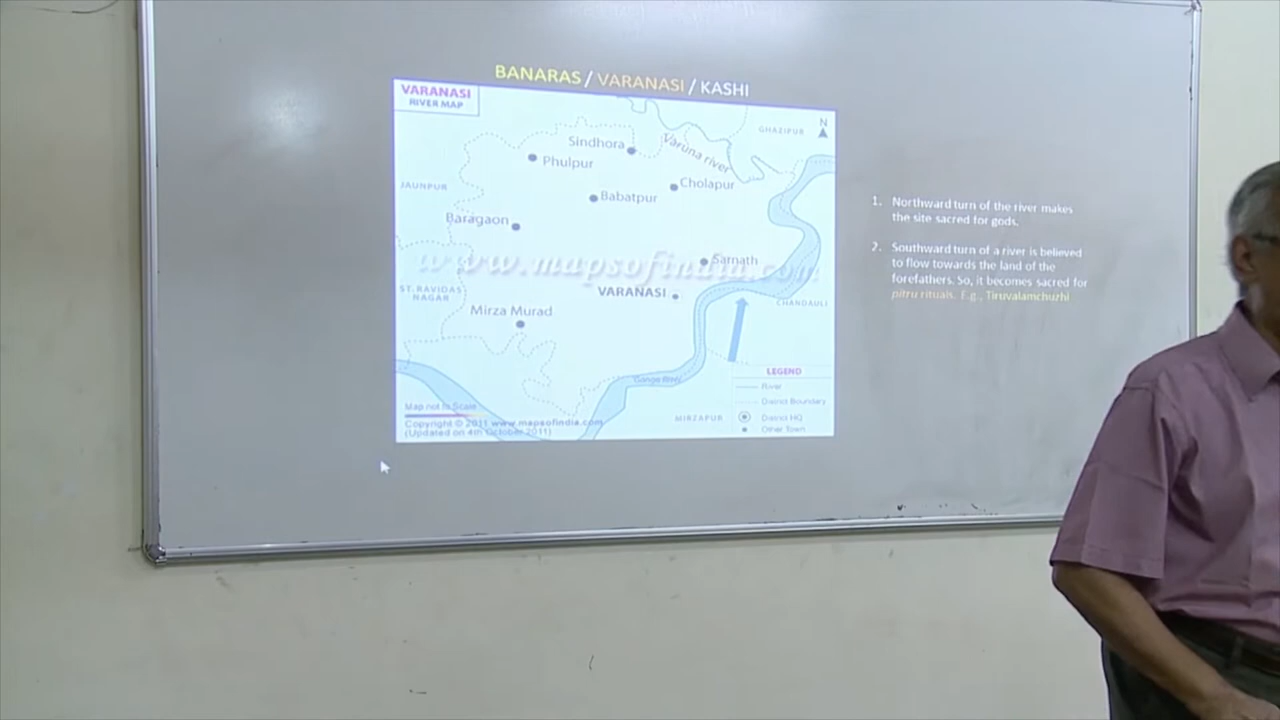 BANARAS / VARANASI / KASHI
VARANASI
RIVER MAP
N
GHAZIPUR
Sindhora
Varuna river
Phulpur
Cholapur
JAUNPUR
Babatpur
Baragaon
www.mapsofindia.com
Sarnath
ST. RAVIDAS
NAGAR
VARANASI
CHANDAULI
Mirza Murad
LEGEND
Ganga River
River
District Boundary
District HQ
Other Town
MIRZAPUR
Map not to Scale
Copyright © 2011 www.mapsofindia.com
(Updated on 4th October 2011)
1. Northward turn of the river makes
the site sacred for gods.
2. Southward turn of a river is believed
to flow towards the land of the
forefathers. So, it becomes sacred for
pitru rituals. E.g., Tiruvalamchuzhi